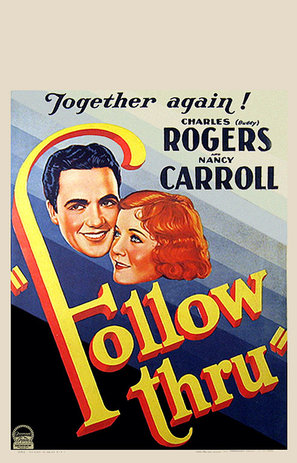 Together again!
CHARLES (Buddy)
ROGERS
AND
NANCY
CARROLL
"Follow
thru"